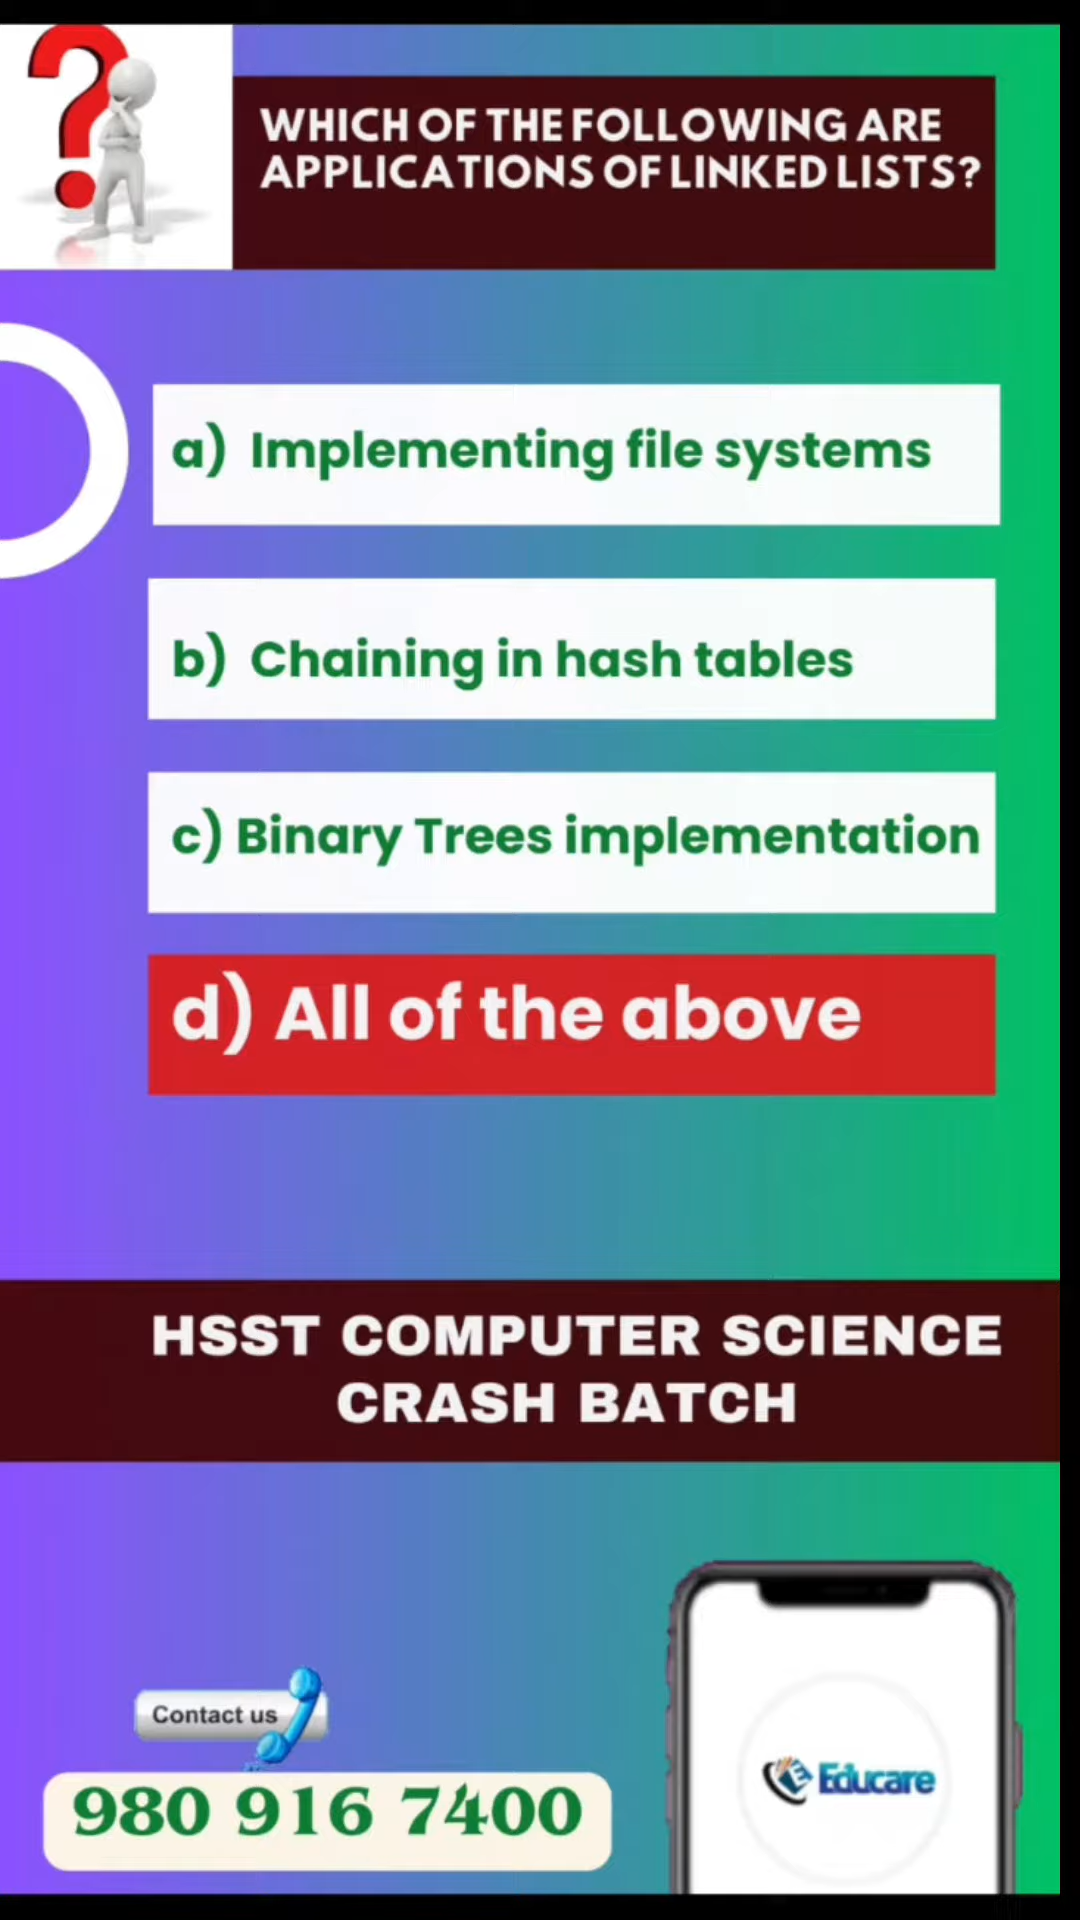 WHICH OF THE FOLLOWING ARE
APPLICATIONS OF LINKED LISTS?
a) Implementing file systems
b) Chaining in hash tables
c) Binary Trees implementation
d) All of the above
HSST COMPUTER SCIENCE
CRASH BATCH
Contact us
980 916 7400
E Educare